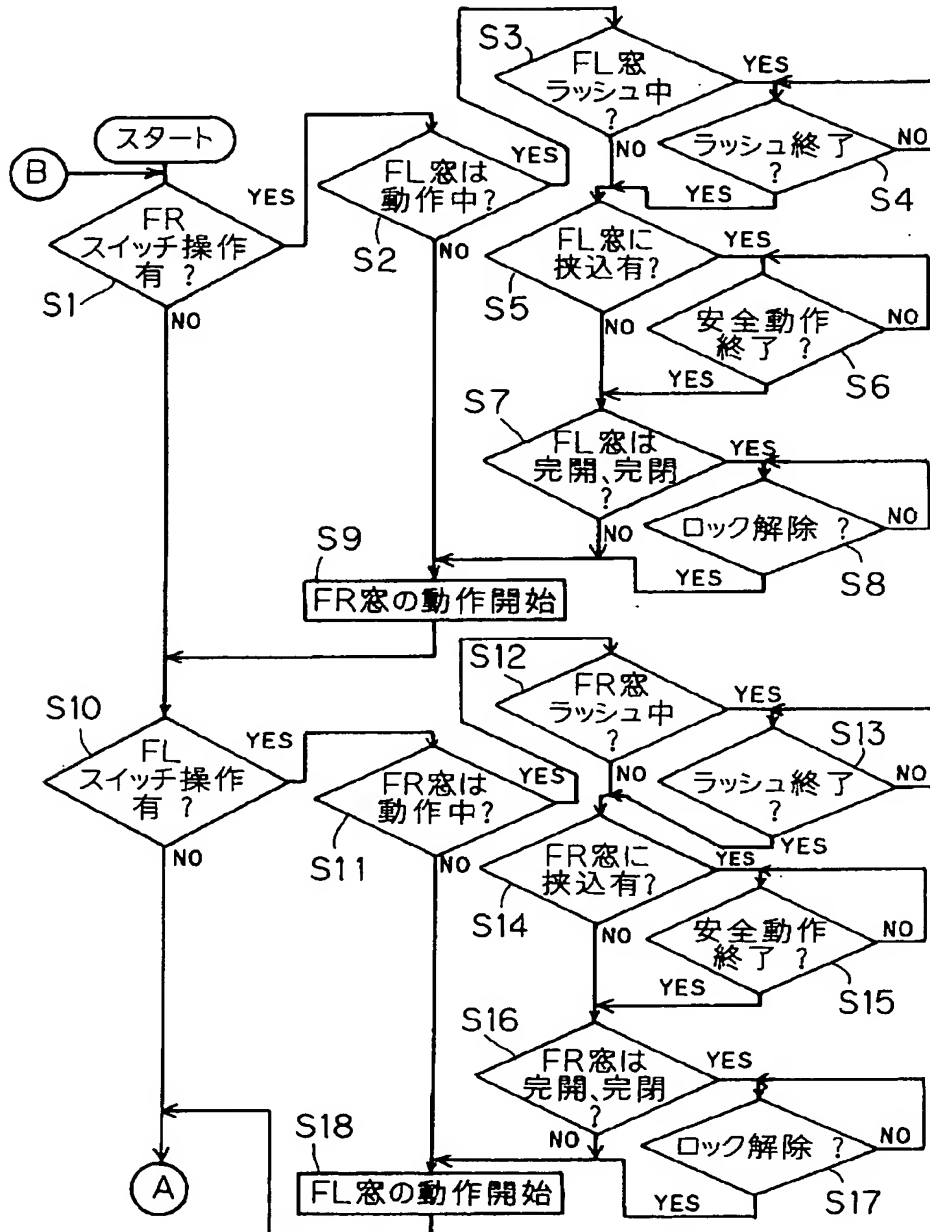 スタート
B
FR
スイッチ操作
有 ?
S1
YES
NO
FL窓は
動作中?
S2
YES
NO
S3
FL窓
ラッシュ中
?
YES
NO
ラッシュ終了
?
NO
S4
YES
FL窓に
挟込有?
S5
YES
NO
安全動作
終了 ?
NO
S6
YES
S7
FL窓は
完開、完閉
?
YES
NO
ロック解除 ?
NO
S8
YES
S9
FR窓の動作開始
S10
FL
スイッチ操作
有 ?
YES
NO
FR窓は
動作中?
S11
YES
NO
S12
FR窓
ラッシュ中
?
YES
NO
S13
ラッシュ終了
?
NO
YES
FR窓に
挟込有?
S14
YES
NO
安全動作
終了 ?
NO
S15
YES
S16
FR窓は
完開、完閉
?
YES
NO
ロック解除 ?
NO
S17
YES
S18
FL窓の動作開始
A